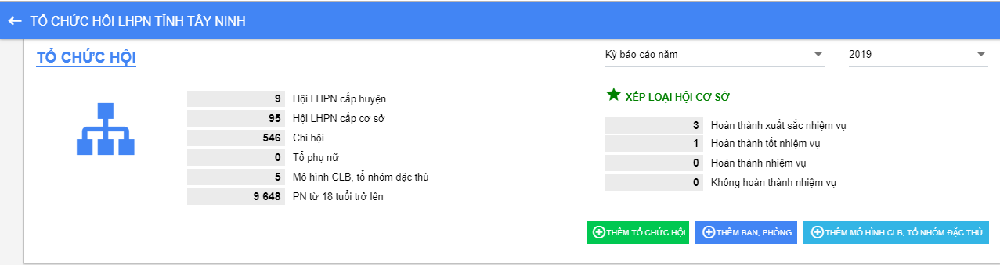 TỔ CHỨC HỘI LHPN TỈNH TÂY NINH
TỔ CHỨC HỘI
Kỳ báo cáo năm
2019
9 Hội LHPN cấp huyện
95 Hội LHPN cấp cơ sở
546 Chi hội
0 Tổ phụ nữ
5 Mô hình CLB, tổ nhóm đặc thù
9 648 PN từ 18 tuổi trở lên
XẾP LOẠI HỘI CƠ SỞ
3 Hoàn thành xuất sắc nhiệm vụ
1 Hoàn thành tốt nhiệm vụ
0 Hoàn thành nhiệm vụ
0 Không hoàn thành nhiệm vụ
THÊM TỔ CHỨC HỘI
THÊM BAN, PHÒNG
THÊM MÔ HÌNH CLB, TỔ NHÓM ĐẶC THÙ